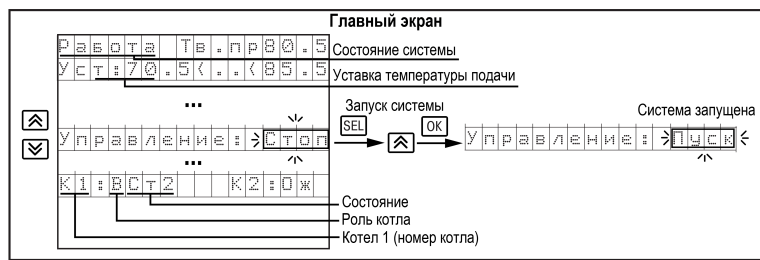 Главный экран
Работа Тв.пр80.5
Состояние системы
Уст:70.5<..<85.5
Уставка температуры подачи
...
Запуск системы
Система запущена
Управление: Стоп
SEL
OK
Управление: Пуск
...
К1:ВСт2 К2:Ож
Состояние
Роль котла
Котел 1 (номер котла)